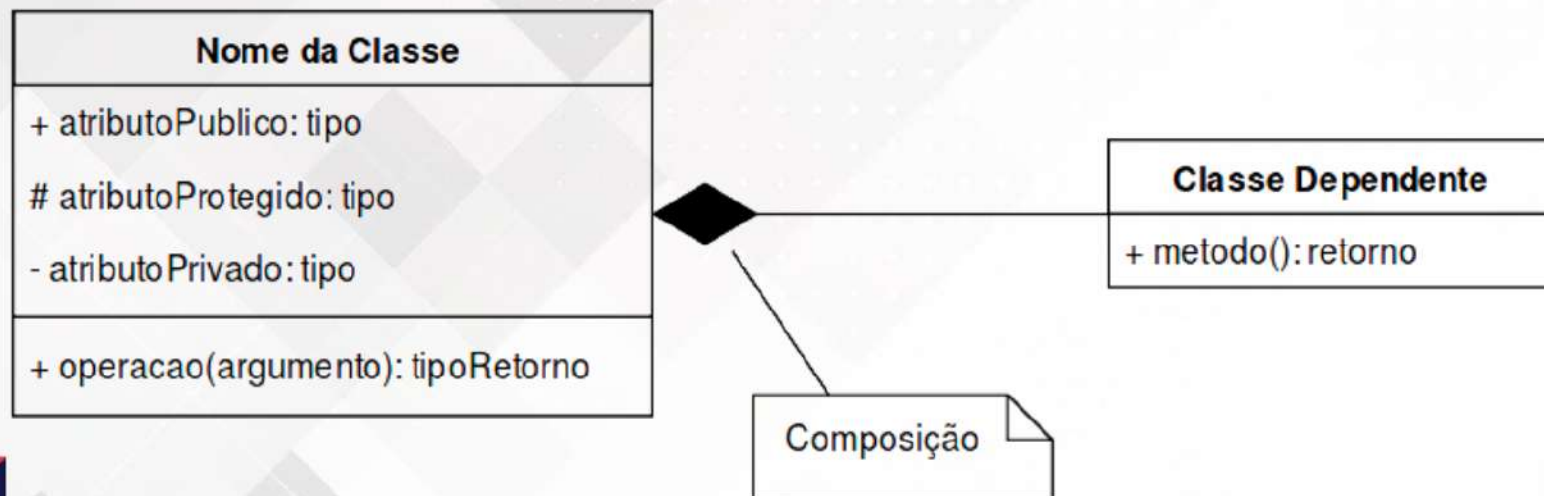 Nome da Classe
+ atributoPublico: tipo
# atributoProtegido: tipo
- atributoPrivado: tipo
+ operacao(argumento): tipoRetorno
Classe Dependente
+ metodo(): retorno
Composição